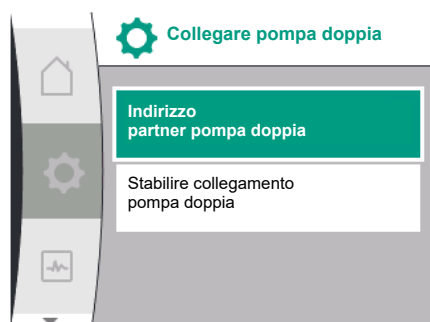 Collegare pompa doppia
Indirizzo
partner pompa doppia
Stabilire collegamento
pompa doppia